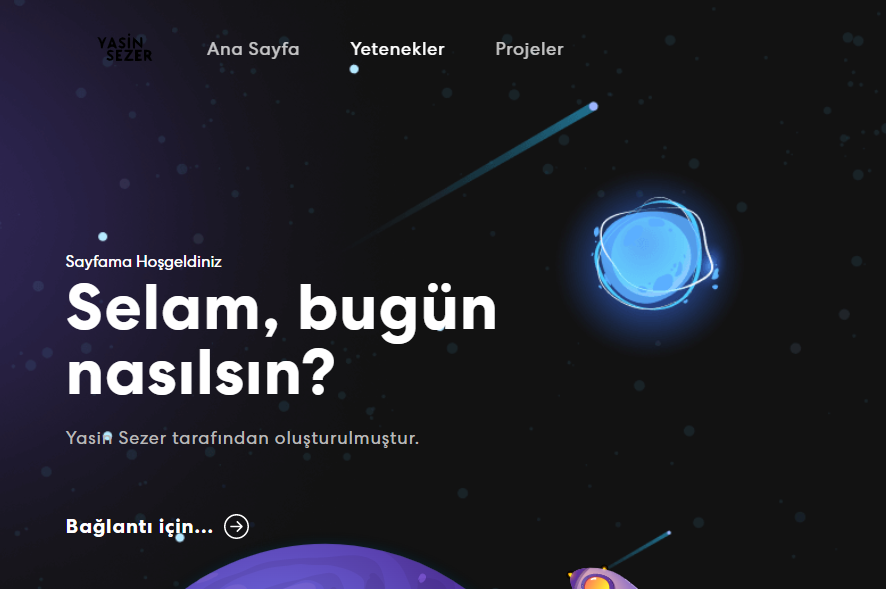 YASİN
SEZER
Ana Sayfa
Yetenekler
Projeler
Sayfama Hoşgeldiniz
Selam, bugün
nasılsın?
Yasin Sezer tarafından oluşturulmuştur.
Bağlantı için...